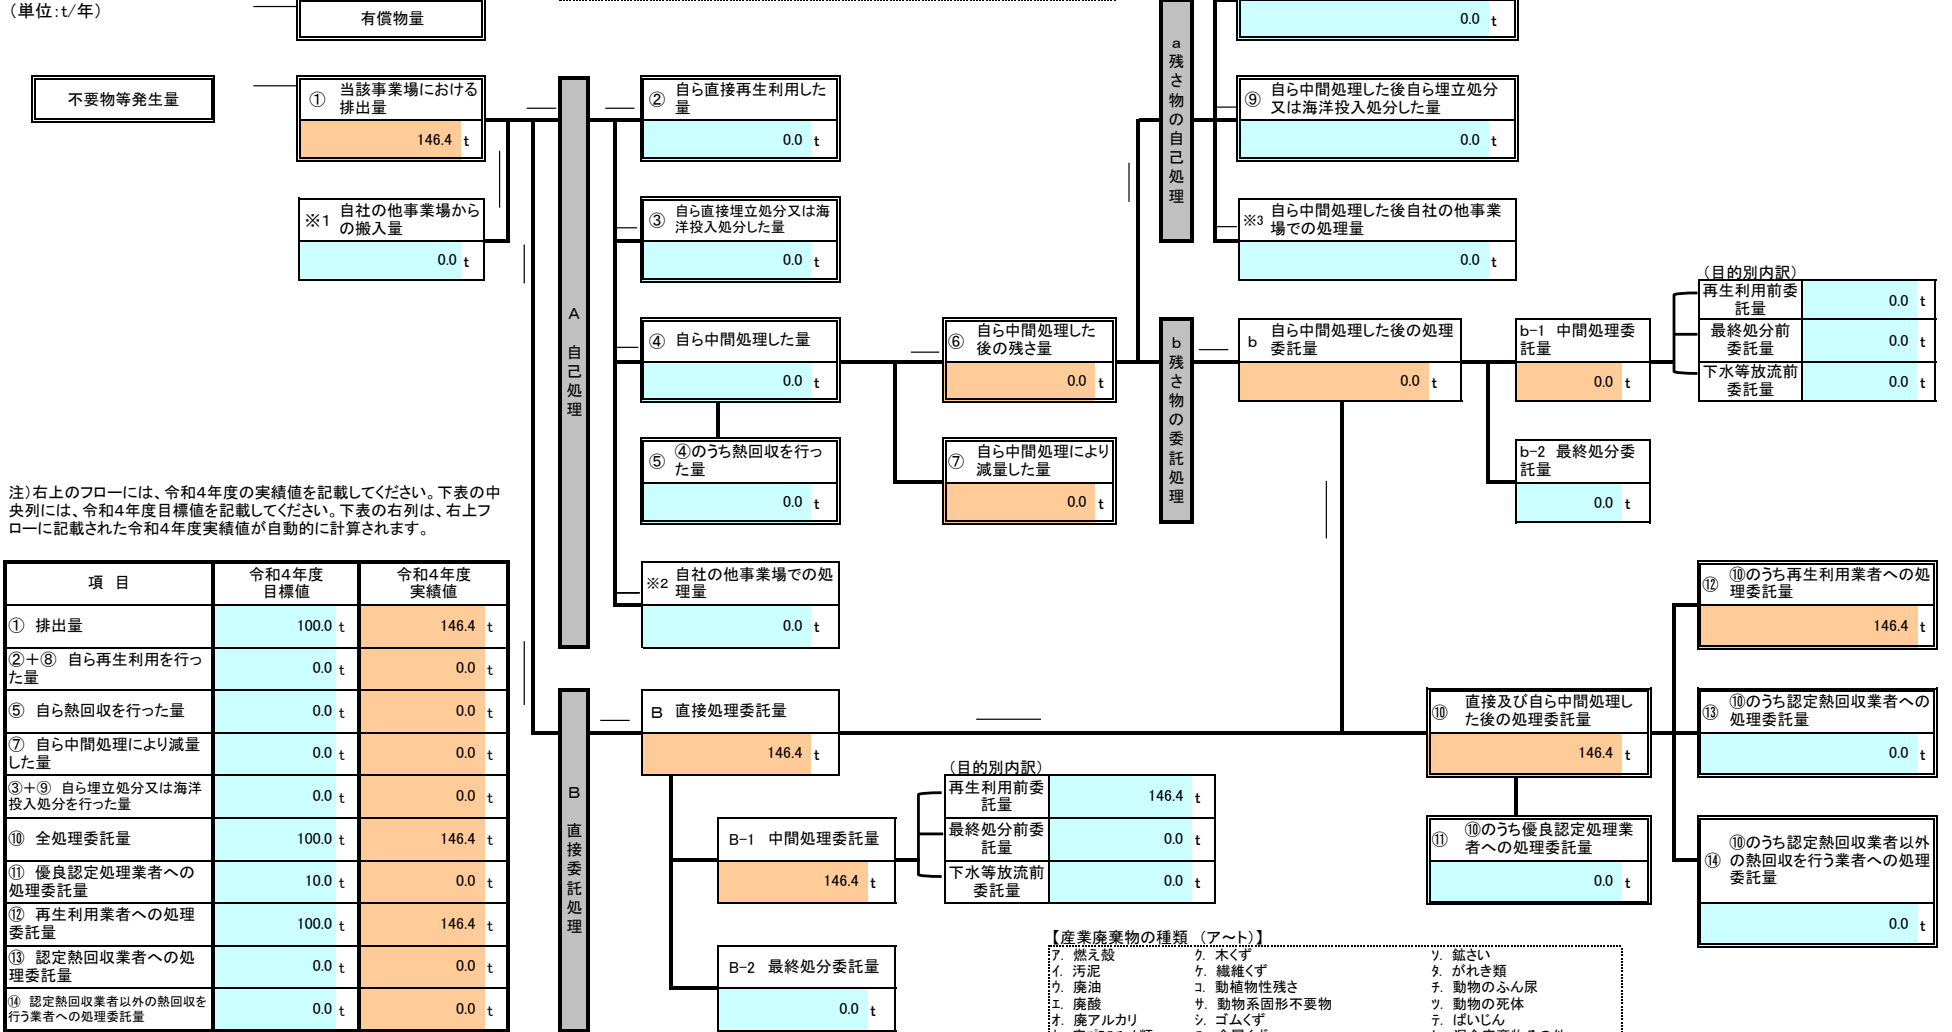 （単位:t/年）
有償物量
0.0 t
不要物等発生量
① 当該事業場における
排出量
146.4 t
※1 自社の他事業場から
の搬入量
0.0 t
A 自己処理
② 自ら直接再生利用した
量
0.0 t
③ 自ら直接埋立処分又は海
洋投入処分した量
0.0 t
④ 自ら中間処理した量
0.0 t
⑤ ④のうち熱回収を行っ
た量
0.0 t
※2 自社の他事業場での処
理量
0.0 t
⑥ 自ら中間処理した
後の残さ量
0.0 t
⑦ 自ら中間処理により
減量した量
0.0 t
a 残さ物の自己処理
⑨ 自ら中間処理した後自ら埋立処分
又は海洋投入処分した量
0.0 t
※3 自ら中間処理した後自社の他事業
場での処理量
0.0 t
b 残さ物の委託処理
b 自ら中間処理した後の処理
委託量
0.0 t
b-1 中間処理委
託量
0.0 t
b-2 最終処分委
託量
0.0 t
（目的別内訳）
再生利用前委
託量
0.0 t
最終処分前
委託量
0.0 t
下水等放流前
委託量
0.0 t
注）右上のフローには、令和４年度の実績値を記載してください。下表の中
央列には、令和４年度目標値を記載してください。下表の右列は、右上フ
ローに記載された令和４年度実績値が自動的に計算されます。
項 目 令和４年度
目標値 令和４年度
実績値
① 排出量 100.0 t 146.4 t
②＋⑧ 自ら再生利用を行っ
た量 0.0 t 0.0 t
⑤ 自ら熱回収を行った量 0.0 t 0.0 t
⑦ 自ら中間処理により減量
した量 0.0 t 0.0 t
③＋⑨ 自ら埋立処分又は海洋
投入処分を行った量 0.0 t 0.0 t
⑩ 全処理委託量 100.0 t 146.4 t
⑪ 優良認定処理業者への
処理委託量 10.0 t 0.0 t
⑫ 再生利用業者への処理
委託量 100.0 t 146.4 t
⑬ 認定熱回収業者への処
理委託量 0.0 t 0.0 t
⑭ 認定熱回収業者以外の熱回収を
行う業者への処理委託量 0.0 t 0.0 t
B 直接委託処理
B 直接処理委託量
146.4 t
B-1 中間処理委託量
146.4 t
B-2 最終処分委託量
0.0 t
（目的別内訳）
再生利用前委
託量
146.4 t
最終処分前委
託量
0.0 t
下水等放流前
委託量
0.0 t
⑩ 直接及び自ら中間処理し
た後の処理委託量
146.4 t
⑪ ⑩のうち優良認定処理業
者への処理委託量
0.0 t
⑫ ⑩のうち再生利用業者への処
理委託量
146.4 t
⑬ ⑩のうち認定熱回収業者への
処理委託量
0.0 t
⑭ ⑩のうち認定熱回収業者以外
の熱回収を行う業者への処理
委託量
0.0 t
【産業廃棄物の種類 （ア～ト）】
ア. 燃え殻 ク. 木くず ソ. 鉱さい
イ. 汚泥 ケ. 繊維くず タ. がれき類
ウ. 廃油 コ. 動植物性残さ チ. 動物のふん尿
エ. 廃酸 サ. 動物系固形不要物 ツ. 動物の死体
オ. 廃アルカリ シ. ゴムくず テ. ばいじん